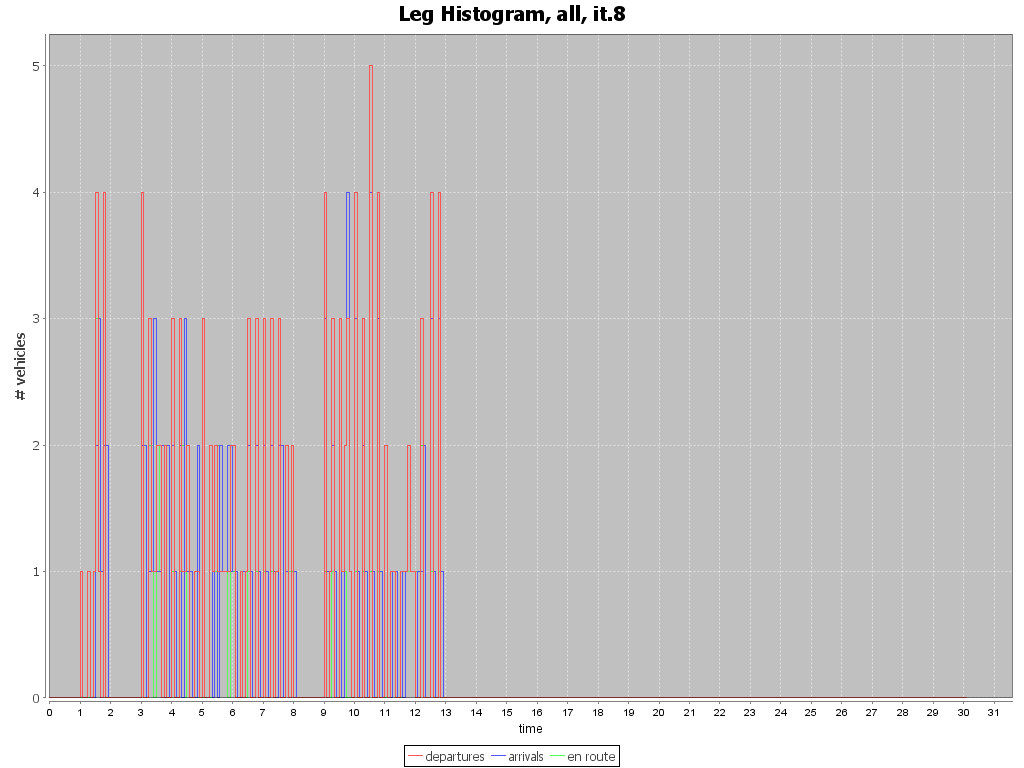 Leg Histogram, all, it.8
# vehicles
5
4
3
2
1
0
0 1 2 3 4 5 6 7 8 9 10 11 12 13 14 15 16 17 18 19 20 21 22 23 24 25 26 27 28 29 30 31
time
departures arrivals en route